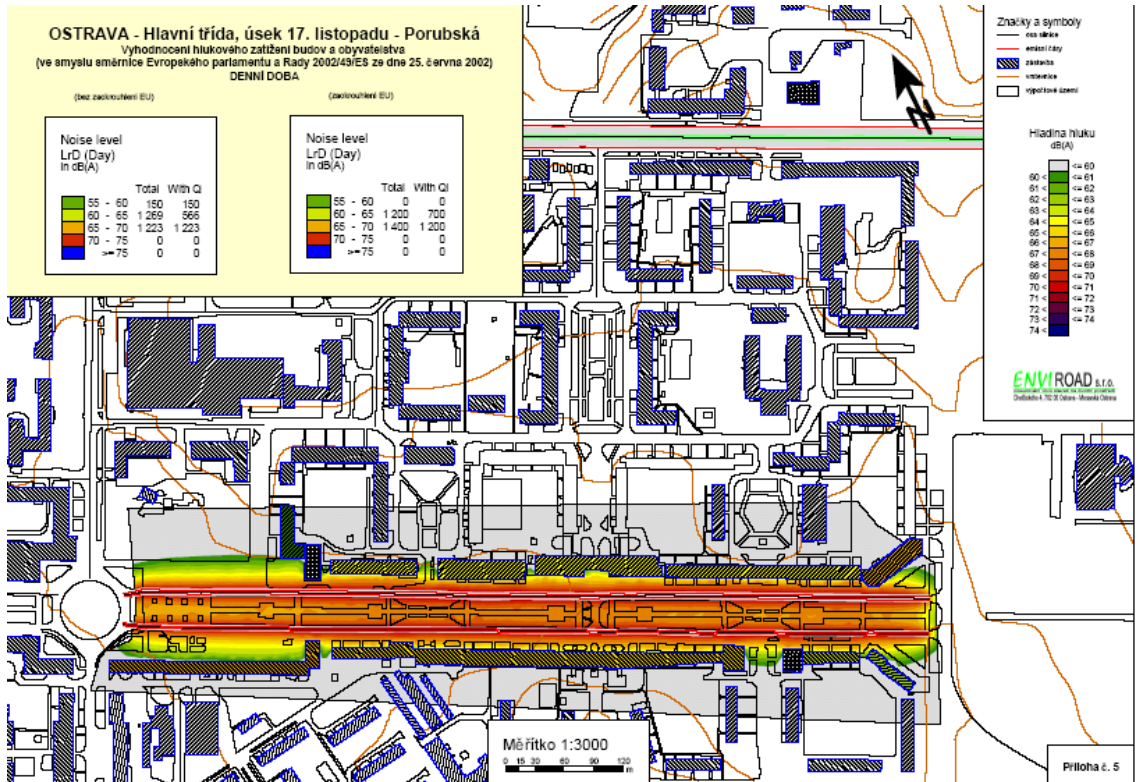 OSTRAVA - Hlavní třída, úsek 17. listopadu - Porubská
Vyhodnocení hlukového zatížení budov a obyvatelstva
(ve smyslu směrnice Evropského parlamentu a Rady 2002/49/ES ze dne 25. června 2002)
DENNÍ DOBA
(bez zaokrouhlení EU)
(zaokrouhlení EU)
Noise level
LrD (Day)
in dB(A)
Total With QI
55 - 60 150 150
60 - 65 1 269 566
65 - 70 1 223 1 223
70 - 75 0 0
>= 75 0 0
Noise level
LrD (Day)
in dB(A)
Total With QI
55 - 60 0 0
60 - 65 1 200 700
65 - 70 1 400 1 200
70 - 75 0 0
>= 75 0 0
Značky a symboly
osa silnice
emisní čáry
zástavba
vrstevnice
výpočtové území
N
Hladina hluku
dB(A)
<= 60
60 < <= 61
61 < <= 62
62 < <= 63
63 < <= 64
64 < <= 65
65 < <= 66
66 < <= 67
67 < <= 68
68 < <= 69
69 < <= 70
70 < <= 71
71 < <= 72
72 < <= 73
73 < <= 74
74 <
ENVIROAD s.r.o.
Měřítko 1:3000
0 15 30 60 90 120
m
Příloha č. 5